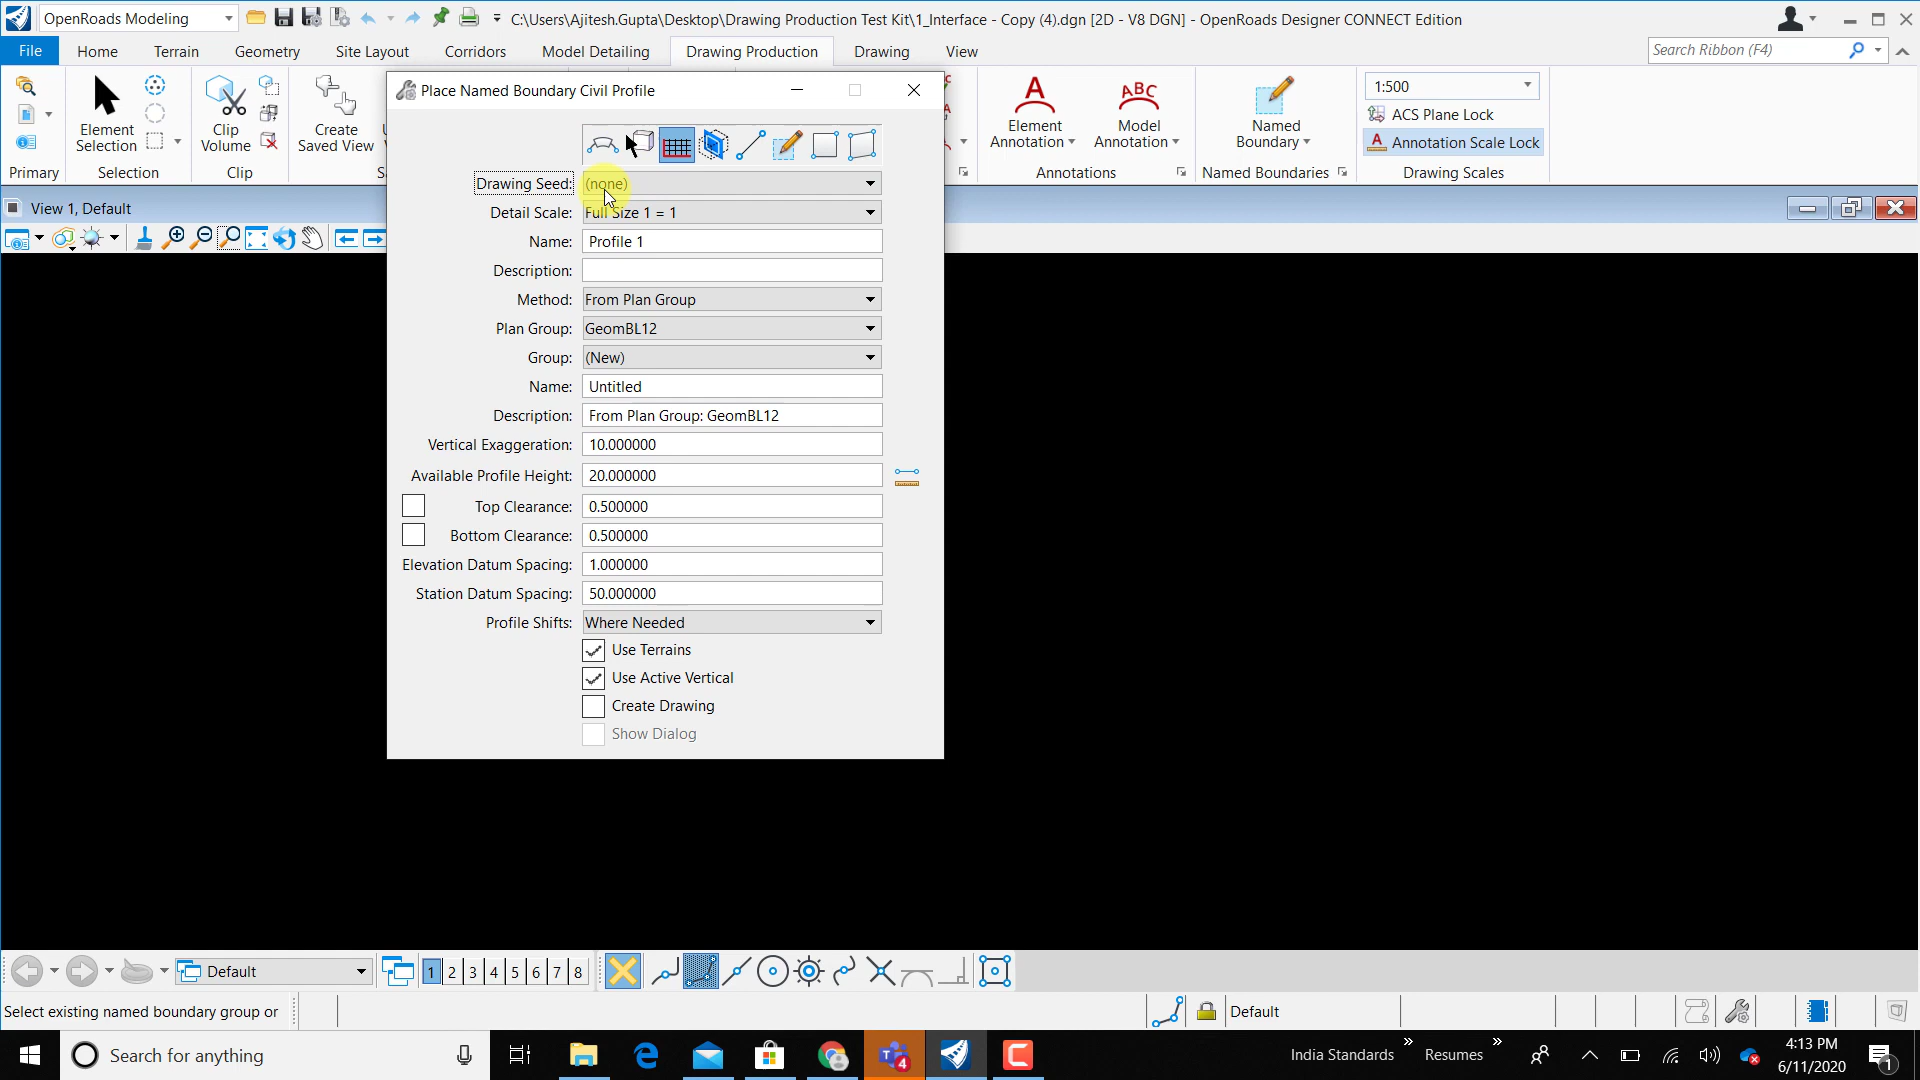 OpenRoads Modeling
C:\Users\Ajitesh.Gupta\Desktop\Drawing Production Test Kit\1_Interface - Copy (4).dgn [2D - V8 DGN] - OpenRoads Designer CONNECT Edition
File Home Terrain Geometry Site Layout Corridors Model Detailing Drawing Production Drawing View
Search Ribbon (F4)
Element Selection
Clip Volume
Create Saved View
Primary Selection Clip
Element Annotation
ABC
Model Annotation
Named Boundary
1:500
ACS Plane Lock
Annotation Scale Lock
Annotations Named Boundaries Drawing Scales
View 1, Default
Place Named Boundary Civil Profile
Drawing Seed: (none)
Detail Scale: Full Size 1 = 1
Name: Profile 1
Description:
Method: From Plan Group
Plan Group: GeomBL12
Group: (New)
Name: Untitled
Description: From Plan Group: GeomBL12
Vertical Exaggeration: 10.000000
Available Profile Height: 20.000000
Top Clearance: 0.500000
Bottom Clearance: 0.500000
Elevation Datum Spacing: 1.000000
Station Datum Spacing: 50.000000
Profile Shifts: Where Needed
Use Terrains
Use Active Vertical
Create Drawing
Show Dialog
Default 1 2 3 4 5 6 7 8
Select existing named boundary group or
Default
Search for anything
4
India Standards » Resumes »
4:13 PM
6/11/2020
1